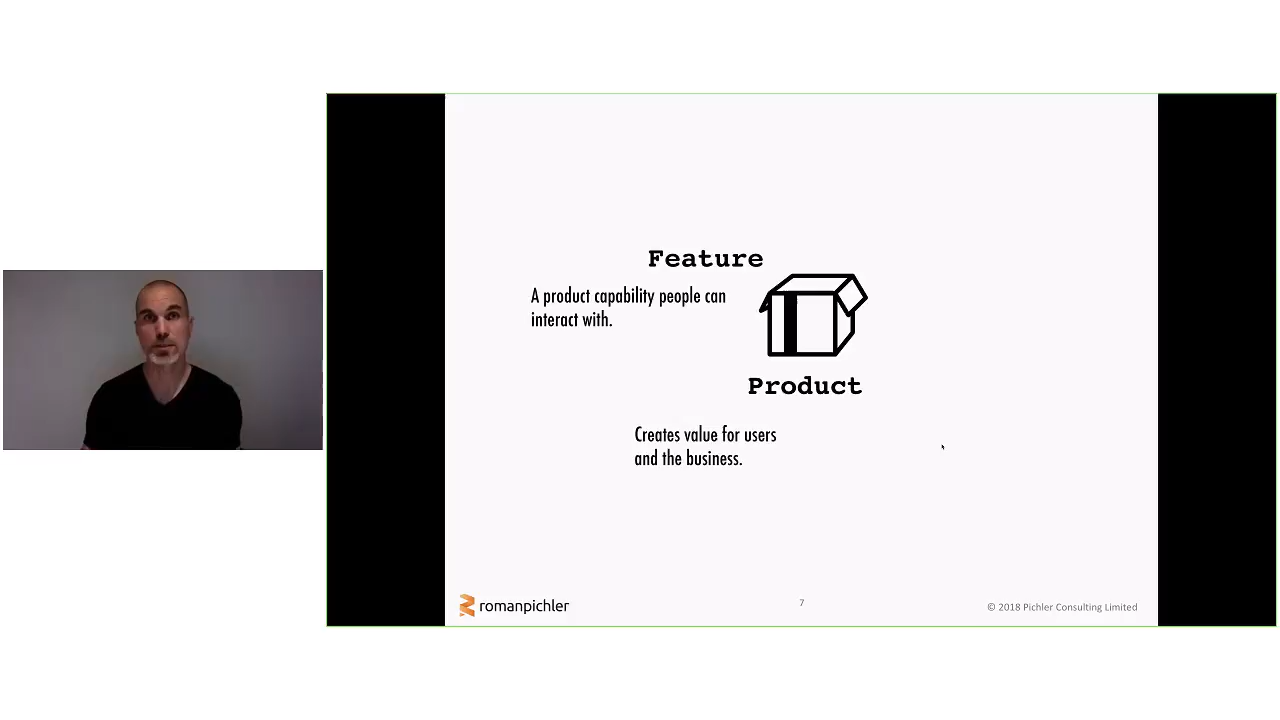 Feature
A product capability people can
interact with.
Product
Creates value for users
and the business.
romanpichler
7
© 2018 Pichler Consulting Limited